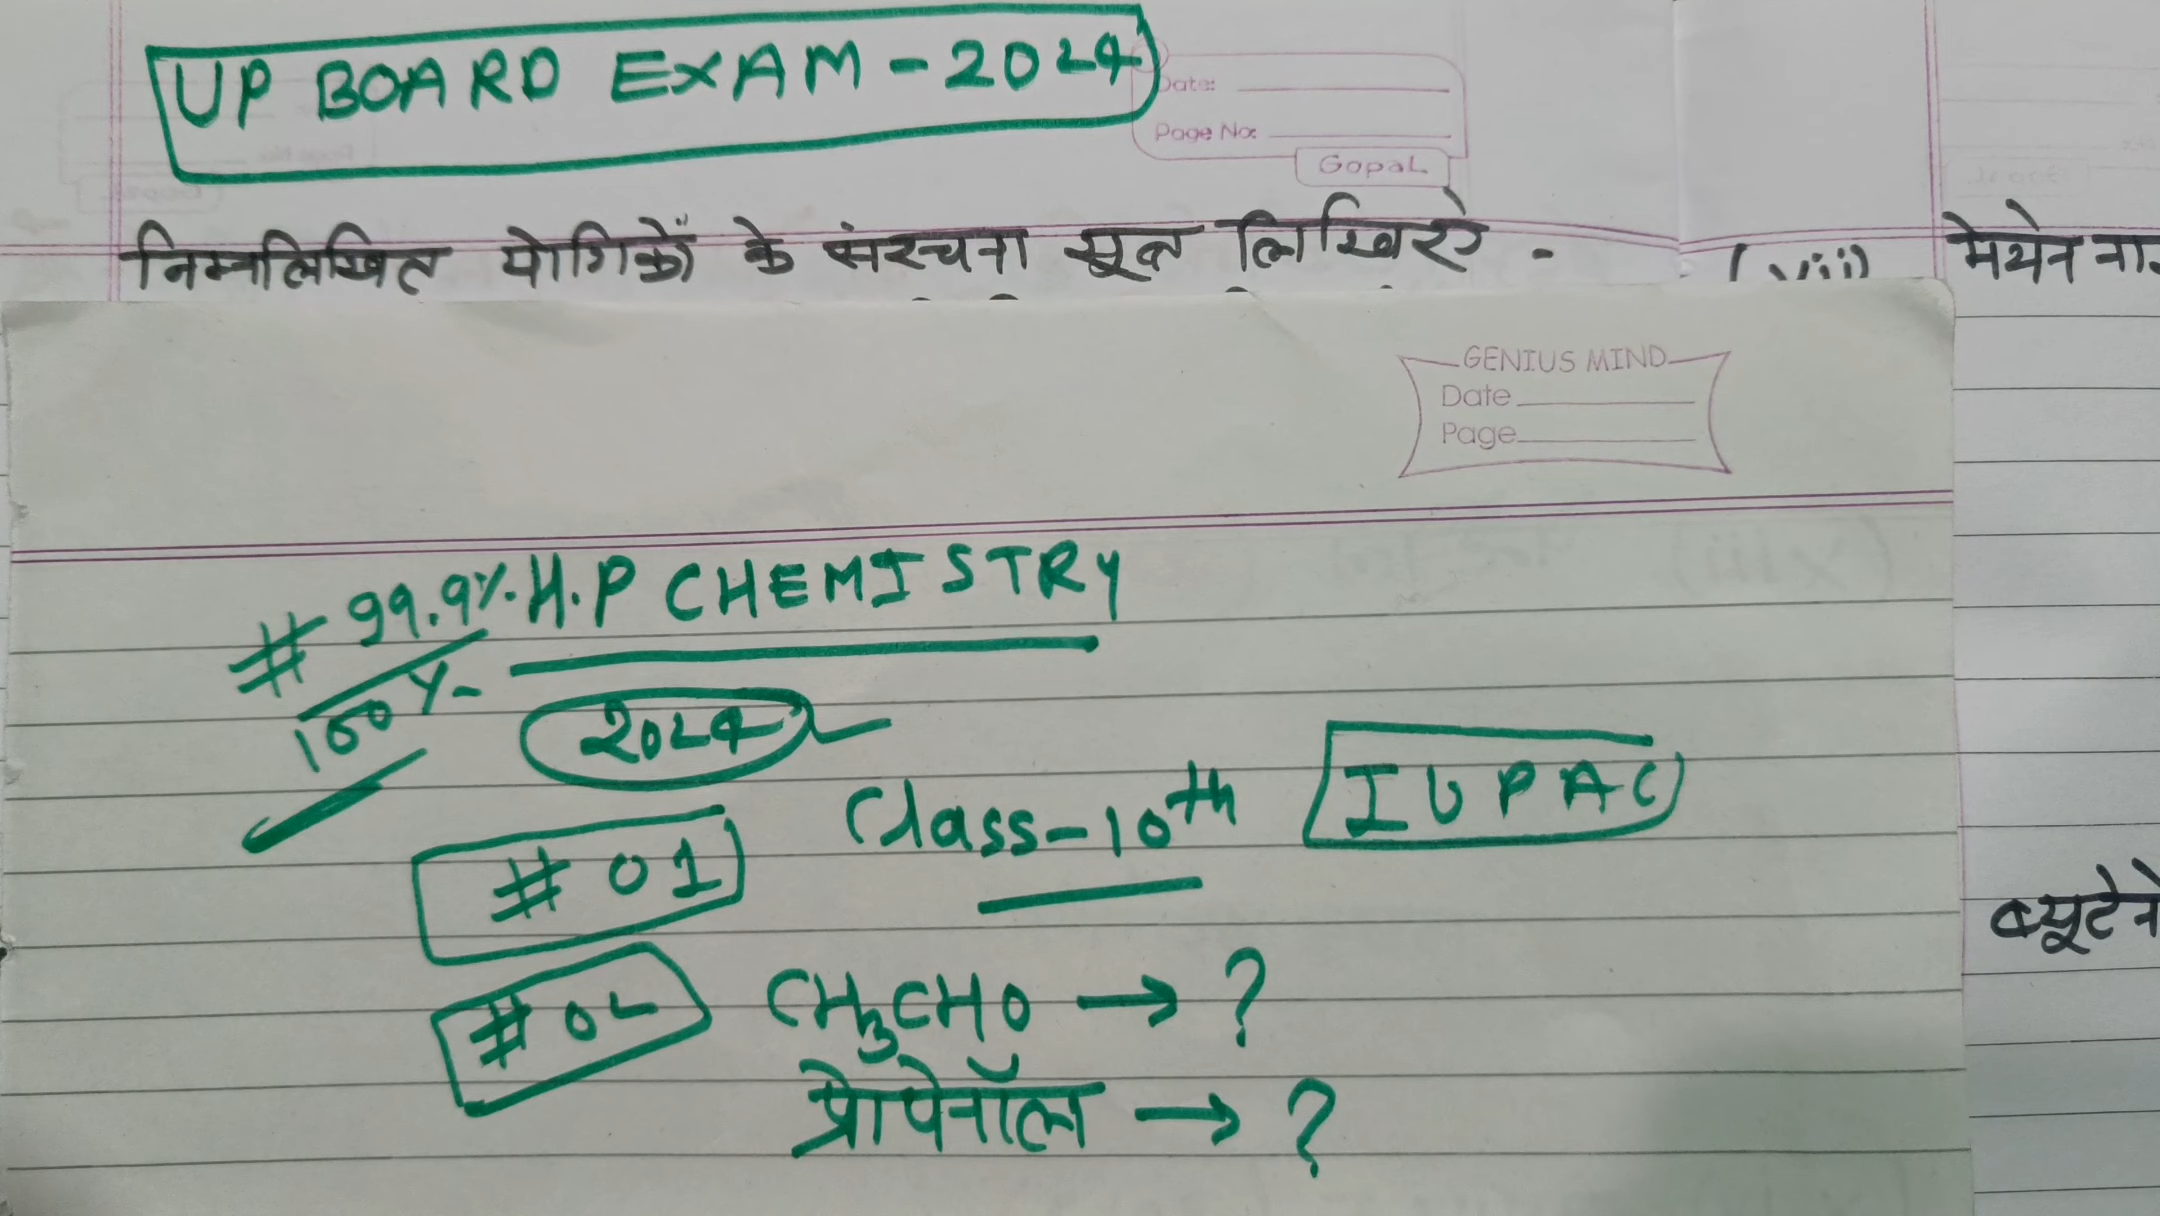 UP BOARD EXAM - 2024
Date:
Page No:
Gopal
निम्नलिखित योगिकों के संरचना सूत्र लिखिए -
(vii) मेथेन
GENIUS MIND
Date
Page
# 99.9% H.P CHEMISTRY
100%
2024
Class-10th IUPAC
# 01
# 02 CH3CHO → ?
प्रोपेनॉल → ?